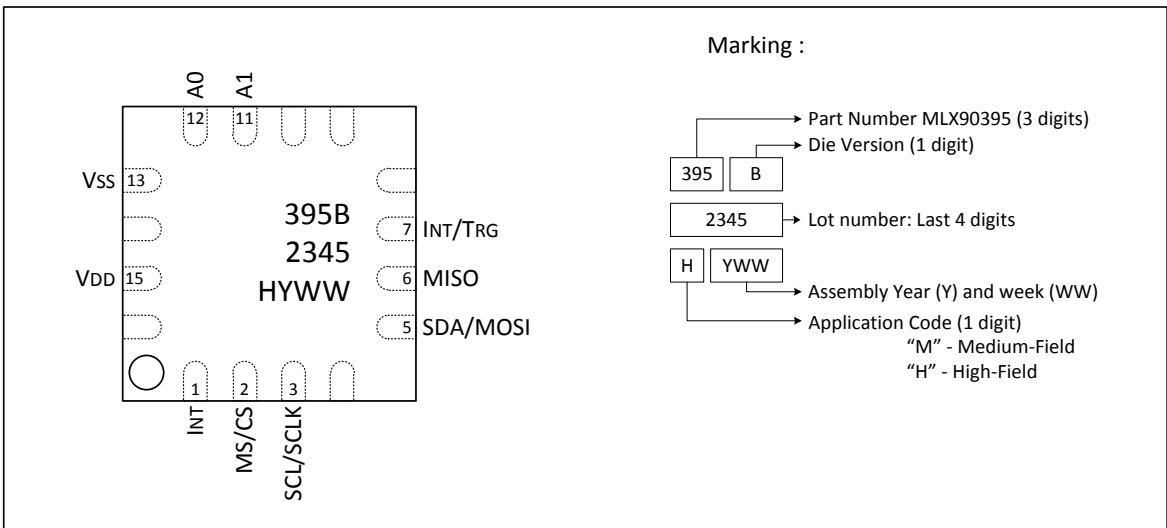 Marking :
A0
A1
12
11
Vss
13
VDD
15
395B
2345
HYWW
7
INT/TRG
6
MISO
5
SDA/MOSI
1
2
3
INT
MS/CS
SCL/SCLK
Part Number MLX90395 (3 digits)
Die Version (1 digit)
395
B
2345
Lot number: Last 4 digits
H
YWW
Assembly Year (Y) and week (WW)
Application Code (1 digit)
“M” - Medium-Field
“H” - High-Field